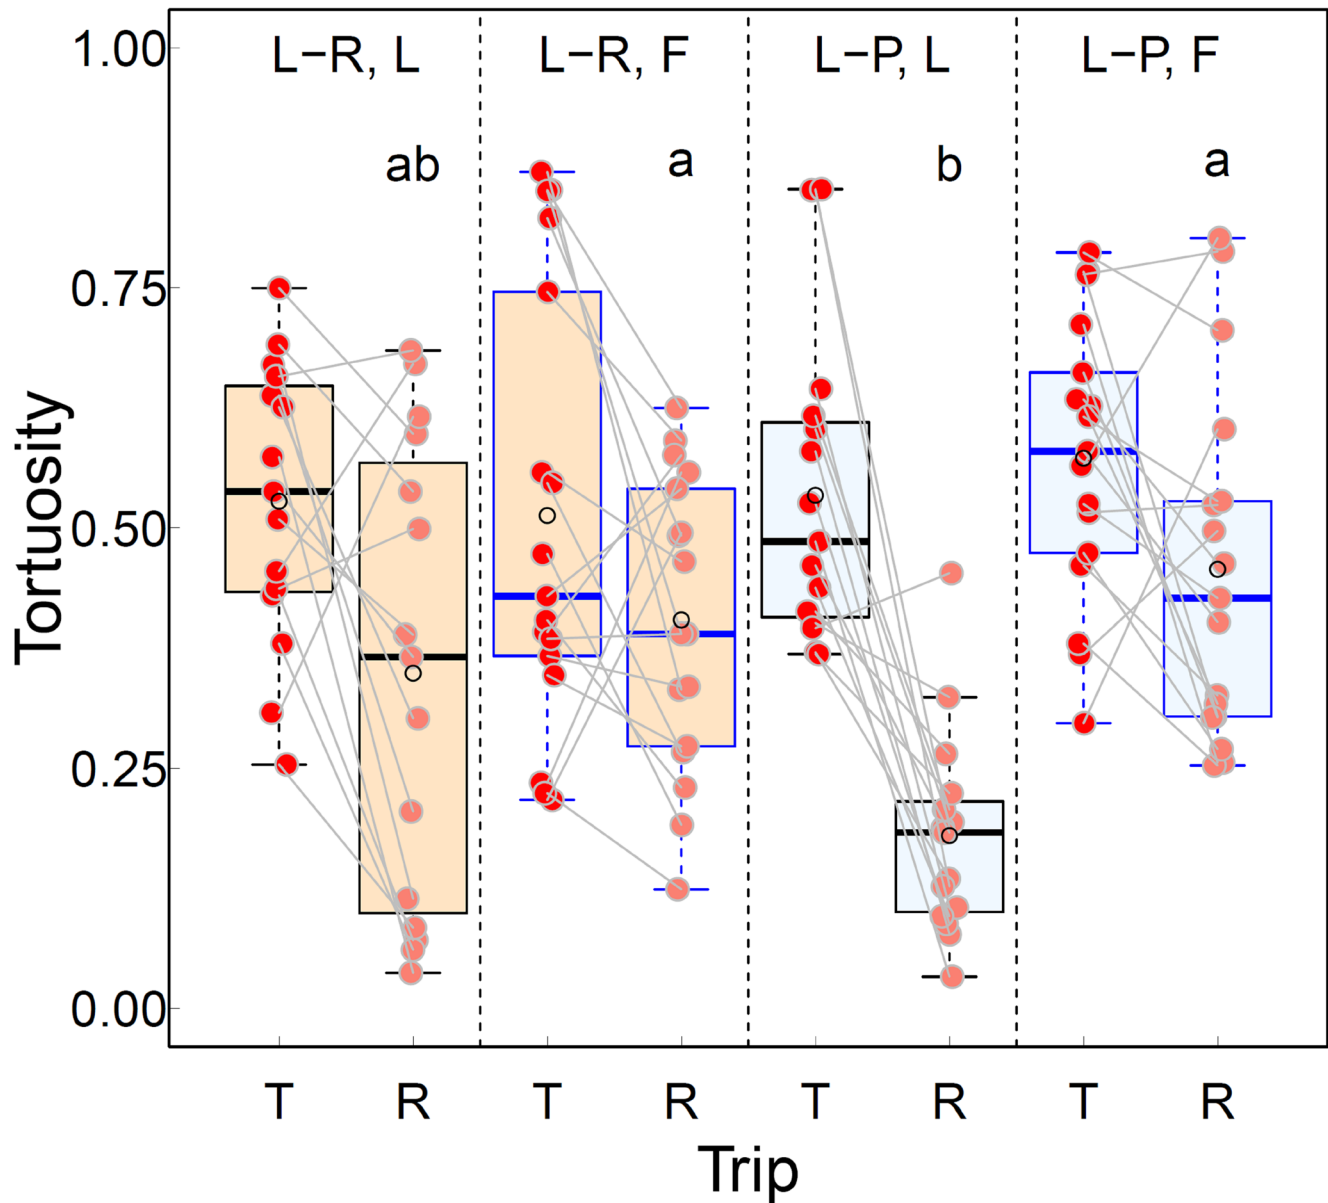 Tortuosity
1.00
0.75
0.50
0.25
0.00
L−R, L
L−R, F
L−P, L
L−P, F
ab
a
b
a
T R T R T R T R
Trip